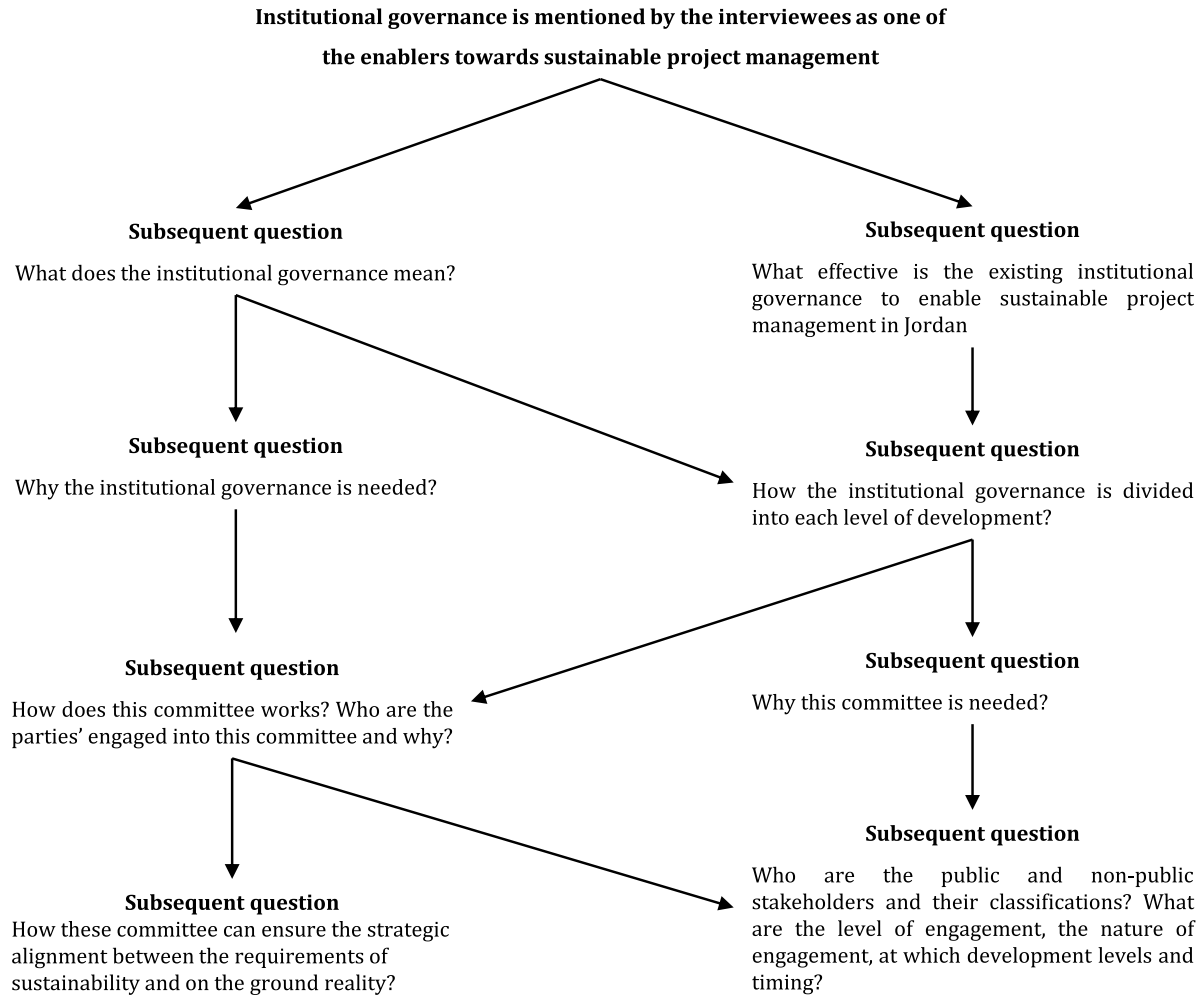 Institutional governance is mentioned by the interviewees as one of
the enablers towards sustainable project management
Subsequent question
What does the institutional governance mean?
Subsequent question
What effective is the existing institutional
governance to enable sustainable project
management in Jordan
Subsequent question
Why the institutional governance is needed?
Subsequent question
How the institutional governance is divided
into each level of development?
Subsequent question
How does this committee works? Who are the
parties’ engaged into this committee and why?
Subsequent question
Why this committee is needed?
Subsequent question
How these committee can ensure the strategic
alignment between the requirements of
sustainability and on the ground reality?
Subsequent question
Who are the public and non-public
stakeholders and their classifications? What
are the level of engagement, the nature of
engagement, at which development levels and
timing?